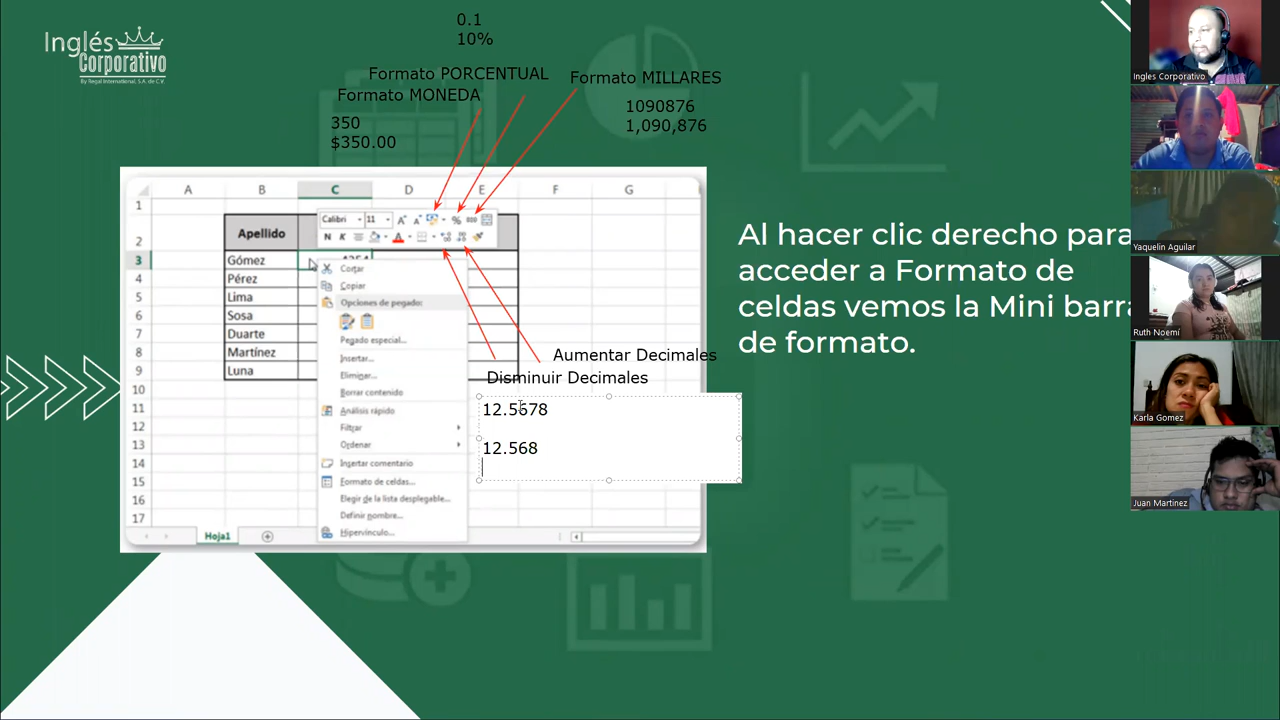 Inglés
Corporativo
By Regal International, S.A. de C.V.
0.1
10%
Formato PORCENTUAL
Formato MILLARES
Formato MONEDA
1090876
1,090,876
350
$350.00
A B C D E F G
Calibri 11
%
000
N K A
1
2 Apellido
3 Gómez
4 Pérez
5 Lima
6 Sosa
7 Duarte
8 Martínez
9 Luna
10
11
12
13
14
15
16
17
Cortar
Copiar
Opciones de pegado:
Pegado especial...
Insertar...
Eliminar...
Borrar contenido
Análisis rápido
Filtrar
Ordenar
Insertar comentario
Formato de celdas...
Elegir de la lista desplegable...
Definir nombre...
Hipervínculo...
Hoja1
Aumentar Decimales
Disminuir Decimales
12.5678
12.568
Al hacer clic derecho para
acceder a Formato de
celdas vemos la Mini barra
de formato.
Ingles Corporativo
Yaquelin Aguilar
Ruth Noemí
Karla Gomez
Juan Martinez